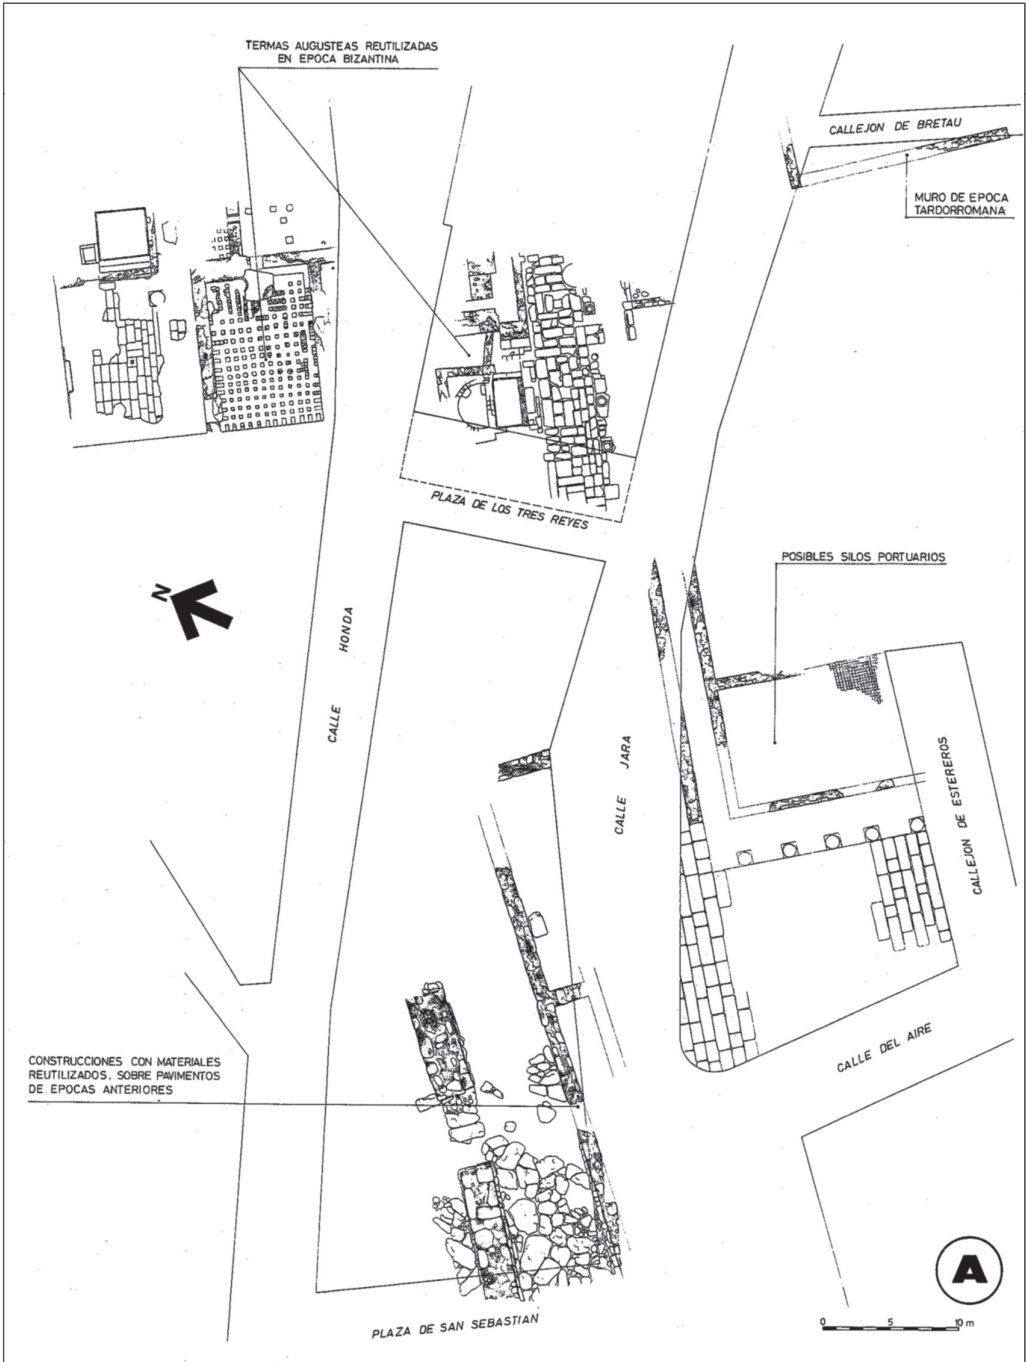 TERMAS AUGUSTEAS REUTILIZADAS
EN EPOCA BIZANTINA
CALLEJON DE BRETAU
MURO DE EPOCA
TARDORROMANA
PLAZA DE LOS TRES REYES
POSIBLES SILOS PORTUARIOS
N
CALLE HONDA
CALLE JARA
CALLEJON DE ESTEREROS
CALLE DEL AIRE
CONSTRUCCIONES CON MATERIALES
REUTILIZADOS, SOBRE PAVIMENTOS
DE EPOCAS ANTERIORES
PLAZA DE SAN SEBASTIAN
A
0 5 10 m